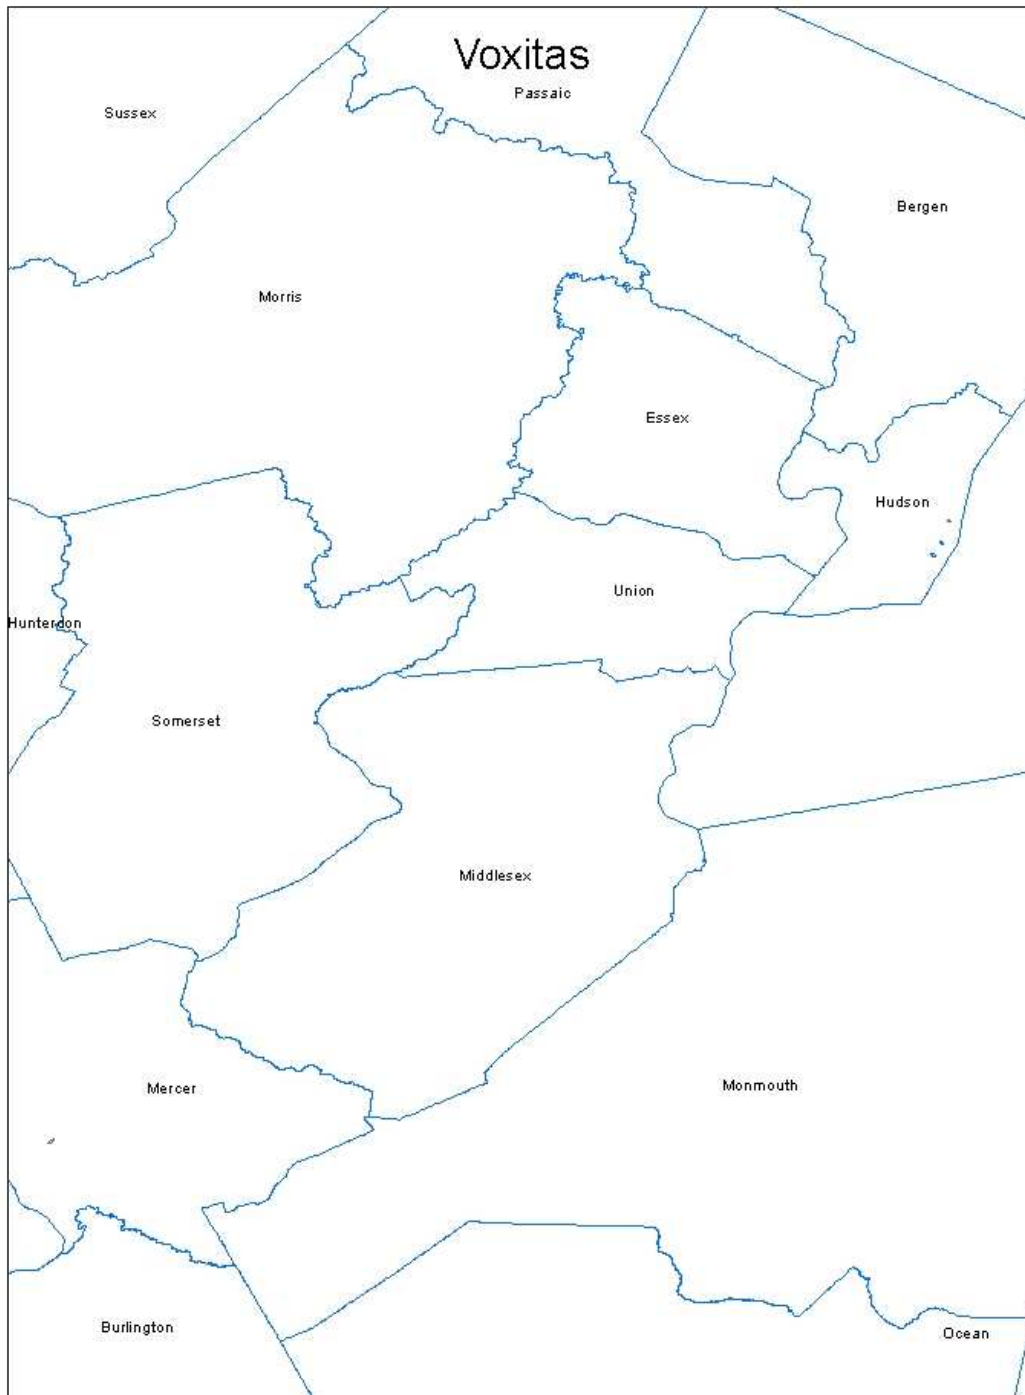 Voxitas
Passaic
Sussex
Bergen
Morris
Essex
Hudson
Union
Hunterdon
Somerset
Middlesex
Monmouth
Mercer
Burlington
Ocean